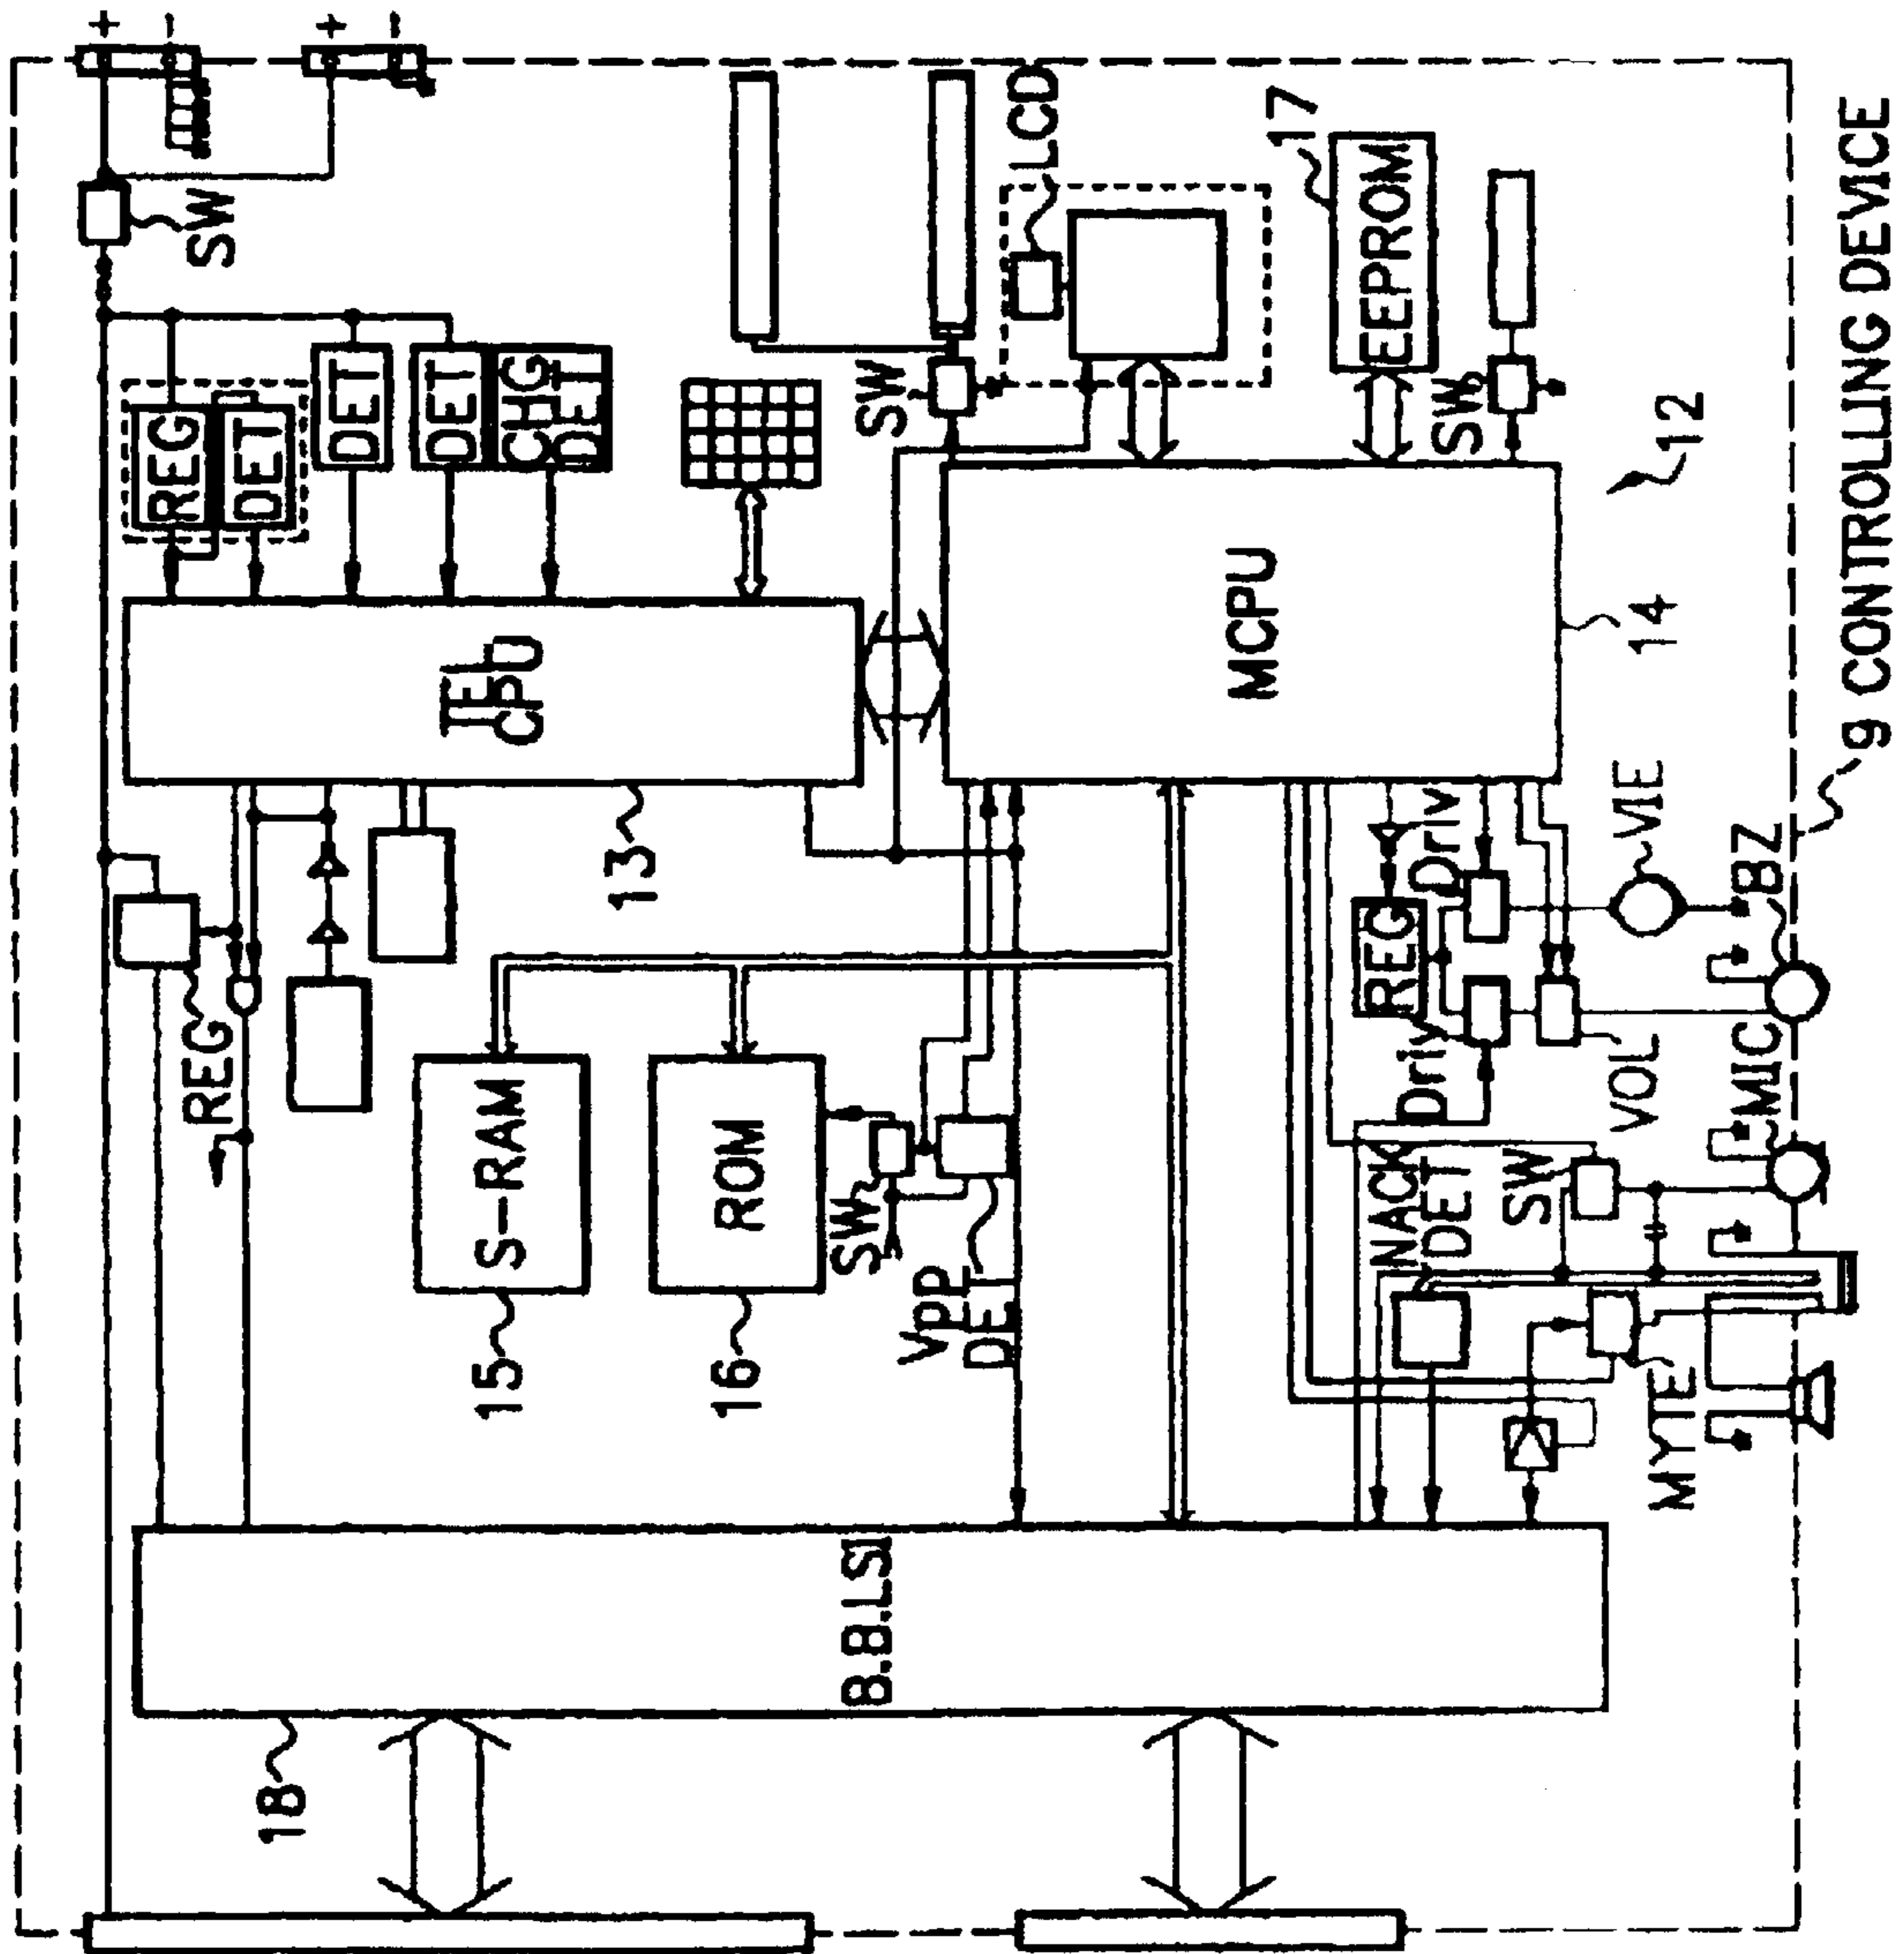 18
B.B.LSI
15
S-RAM
16
ROM
SW
VPP
DET
REG
13
TEL
CPU
REG
DET
DET
DET
CHG
DET
SW
+
-
+
-
MCPU
14
12
SW
LCD
17
EEPROM
SW
NACK
DET
SW
MYTE
MIC
Driv
REG
Driv
VOL
VIE
BZ
9 CONTROLLING DEVICE